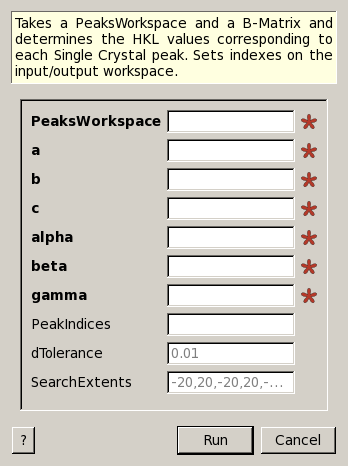 Takes a PeaksWorkspace and a B-Matrix and
determines the HKL values corresponding to
each Single Crystal peak. Sets indexes on the
input/output workspace.
PeaksWorkspace
a
b
c
alpha
beta
gamma
PeakIndices
dTolerance 0.01
SearchExtents -20,20,-20,20,-...
? Run Cancel